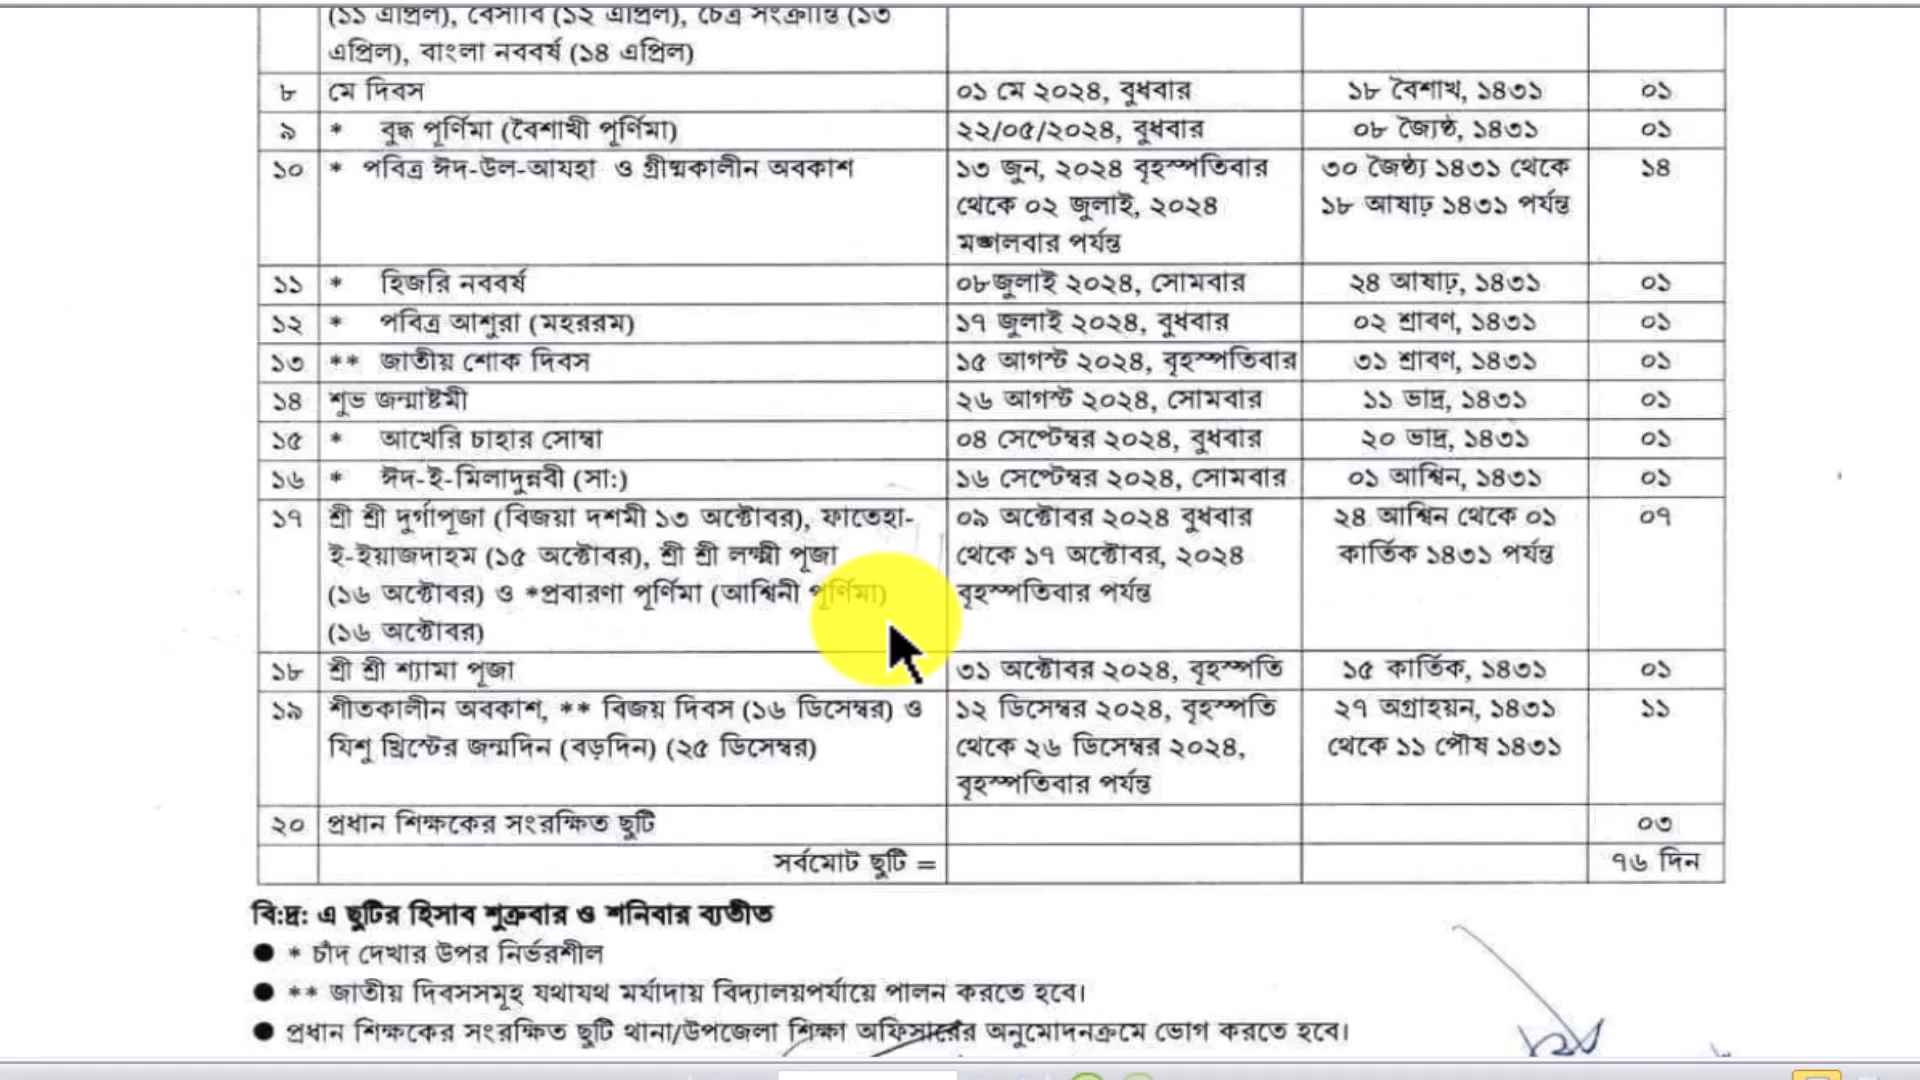 (১১ এপ্রিল), বৈসাবি (১২ এপ্রিল), চৈত্র সংক্রান্তি (১৩
এপ্রিল), বাংলা নববর্ষ (১৪ এপ্রিল)
৮ মে দিবস ০১ মে ২০২৪, বুধবার ১৮ বৈশাখ, ১৪৩১ ০১
৯ * বুদ্ধ পূর্ণিমা (বৈশাখী পূর্ণিমা) ২২/০৫/২০২৪, বুধবার ০৮ জ্যৈষ্ঠ, ১৪৩১ ০১
১০ * পবিত্র ঈদ-উল-আযহা ও গ্রীষ্মকালীন অবকাশ ১৩ জুন, ২০২৪ বৃহস্পতিবার ৩০ জৈষ্ঠ্য ১৪৩১ থেকে ১৪
থেকে ০২ জুলাই, ২০২৪ ১৮ আষাঢ় ১৪৩১ পর্যন্ত
মঙ্গলবার পর্যন্ত
১১ * হিজরি নববর্ষ ০৮জুলাই ২০২৪, সোমবার ২৪ আষাঢ়, ১৪৩১ ০১
১২ * পবিত্র আশুরা (মহররম) ১৭ জুলাই ২০২৪, বুধবার ০২ শ্রাবণ, ১৪৩১ ০১
১৩ ** জাতীয় শোক দিবস ১৫ আগস্ট ২০২৪, বৃহস্পতিবার ৩১ শ্রাবণ, ১৪৩১ ০১
১৪ শুভ জন্মাষ্টমী ২৬ আগস্ট ২০২৪, সোমবার ১১ ভাদ্র, ১৪৩১ ০১
১৫ * আখেরি চাহার সোম্বা ০৪ সেপ্টেম্বর ২০২৪, বুধবার ২০ ভাদ্র, ১৪৩১ ০১
১৬ * ঈদ-ই-মিলাদুন্নবী (সা:) ১৬ সেপ্টেম্বর ২০২৪, সোমবার ০১ আশ্বিন, ১৪৩১ ০১
১৭ শ্রী শ্রী দুর্গাপূজা (বিজয়া দশমী ১৩ অক্টোবর), ফাতেহা- ০৯ অক্টোবর ২০২৪ বুধবার ২৪ আশ্বিন থেকে ০১ ০৭
ই-ইয়াজদাহম (১৫ অক্টোবর), শ্রী শ্রী লক্ষ্মী পূজা থেকে ১৭ অক্টোবর, ২০২৪ কার্তিক ১৪৩১ পর্যন্ত
(১৬ অক্টোবর) ও *প্রবারণা পূর্ণিমা (আশ্বিনী পূর্ণিমা) বৃহস্পতিবার পর্যন্ত
(১৬ অক্টোবর)
১৮ শ্রী শ্রী শ্যামা পূজা ৩১ অক্টোবর ২০২৪, বৃহস্পতি ১৫ কার্তিক, ১৪৩১ ০১
১৯ শীতকালীন অবকাশ, ** বিজয় দিবস (১৬ ডিসেম্বর) ও ১২ ডিসেম্বর ২০২৪, বৃহস্পতি ২৭ অগ্রাহয়ন, ১৪৩১ ১১
যিশু খ্রিস্টের জন্মদিন (বড়দিন) (২৫ ডিসেম্বর) থেকে ২৬ ডিসেম্বর ২০২৪, থেকে ১১ পৌষ ১৪৩১
বৃহস্পতিবার পর্যন্ত
২০ প্রধান শিক্ষকের সংরক্ষিত ছুটি ০৩
সর্বমোট ছুটি = ৭৬ দিন
বি:দ্র: এ ছুটির হিসাব শুক্রবার ও শনিবার ব্যতীত
● * চাঁদ দেখার উপর নির্ভরশীল
● ** জাতীয় দিবসসমূহ যথাযথ মর্যাদায় বিদ্যালয়পর্যায়ে পালন করতে হবে।
● প্রধান শিক্ষকের সংরক্ষিত ছুটি থানা/উপজেলা শিক্ষা অফিসারের অনুমোদনক্রমে ভোগ করতে হবে।